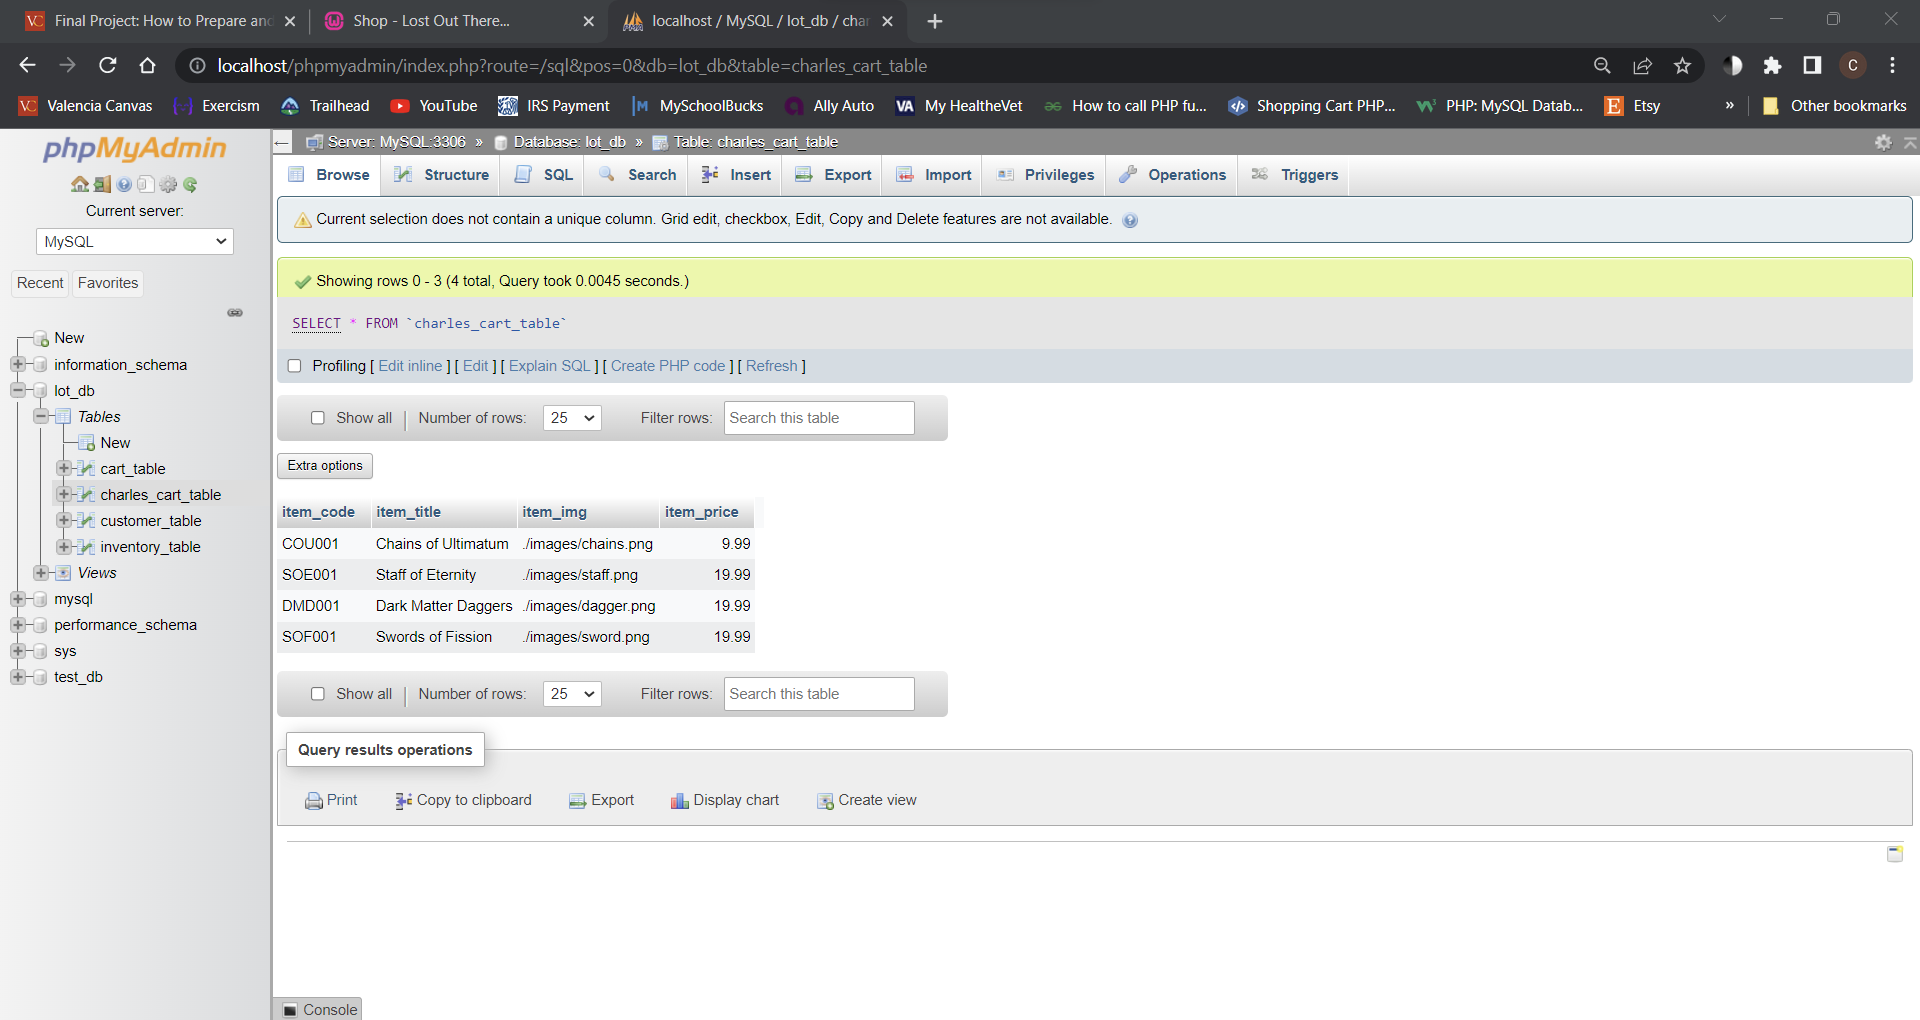 Final Project: How to Prepare and
Shop - Lost Out There...
localhost / MySQL / lot_db / char
localhost/phpmyadmin/index.php?route=/sql&pos=0&db=lot_db&table=charles_cart_table
C
VC Valencia Canvas
Exercism
Trailhead
YouTube
IRS Payment
MySchoolBucks
Ally Auto
VA My HealtheVet
How to call PHP fu...
Shopping Cart PHP...
PHP: MySQL Datab...
E Etsy
»
Other bookmarks
phpMyAdmin
Current server:
MySQL
Recent Favorites
New
information_schema
lot_db
Tables
New
cart_table
charles_cart_table
customer_table
inventory_table
Views
mysql
performance_schema
sys
test_db
Server: MySQL:3306 » Database: lot_db » Table: charles_cart_table
Browse Structure SQL Search Insert Export Import Privileges Operations Triggers
Current selection does not contain a unique column. Grid edit, checkbox, Edit, Copy and Delete features are not available.
Showing rows 0 - 3 (4 total, Query took 0.0045 seconds.)
SELECT * FROM `charles_cart_table`
Profiling [ Edit inline ] [ Edit ] [ Explain SQL ] [ Create PHP code ] [ Refresh ]
Show all | Number of rows: 25 Filter rows: Search this table
Extra options
item_code item_title item_img item_price
COU001 Chains of Ultimatum ./images/chains.png 9.99
SOE001 Staff of Eternity ./images/staff.png 19.99
DMD001 Dark Matter Daggers ./images/dagger.png 19.99
SOF001 Swords of Fission ./images/sword.png 19.99
Show all | Number of rows: 25 Filter rows: Search this table
Query results operations
Print Copy to clipboard Export Display chart Create view
Console